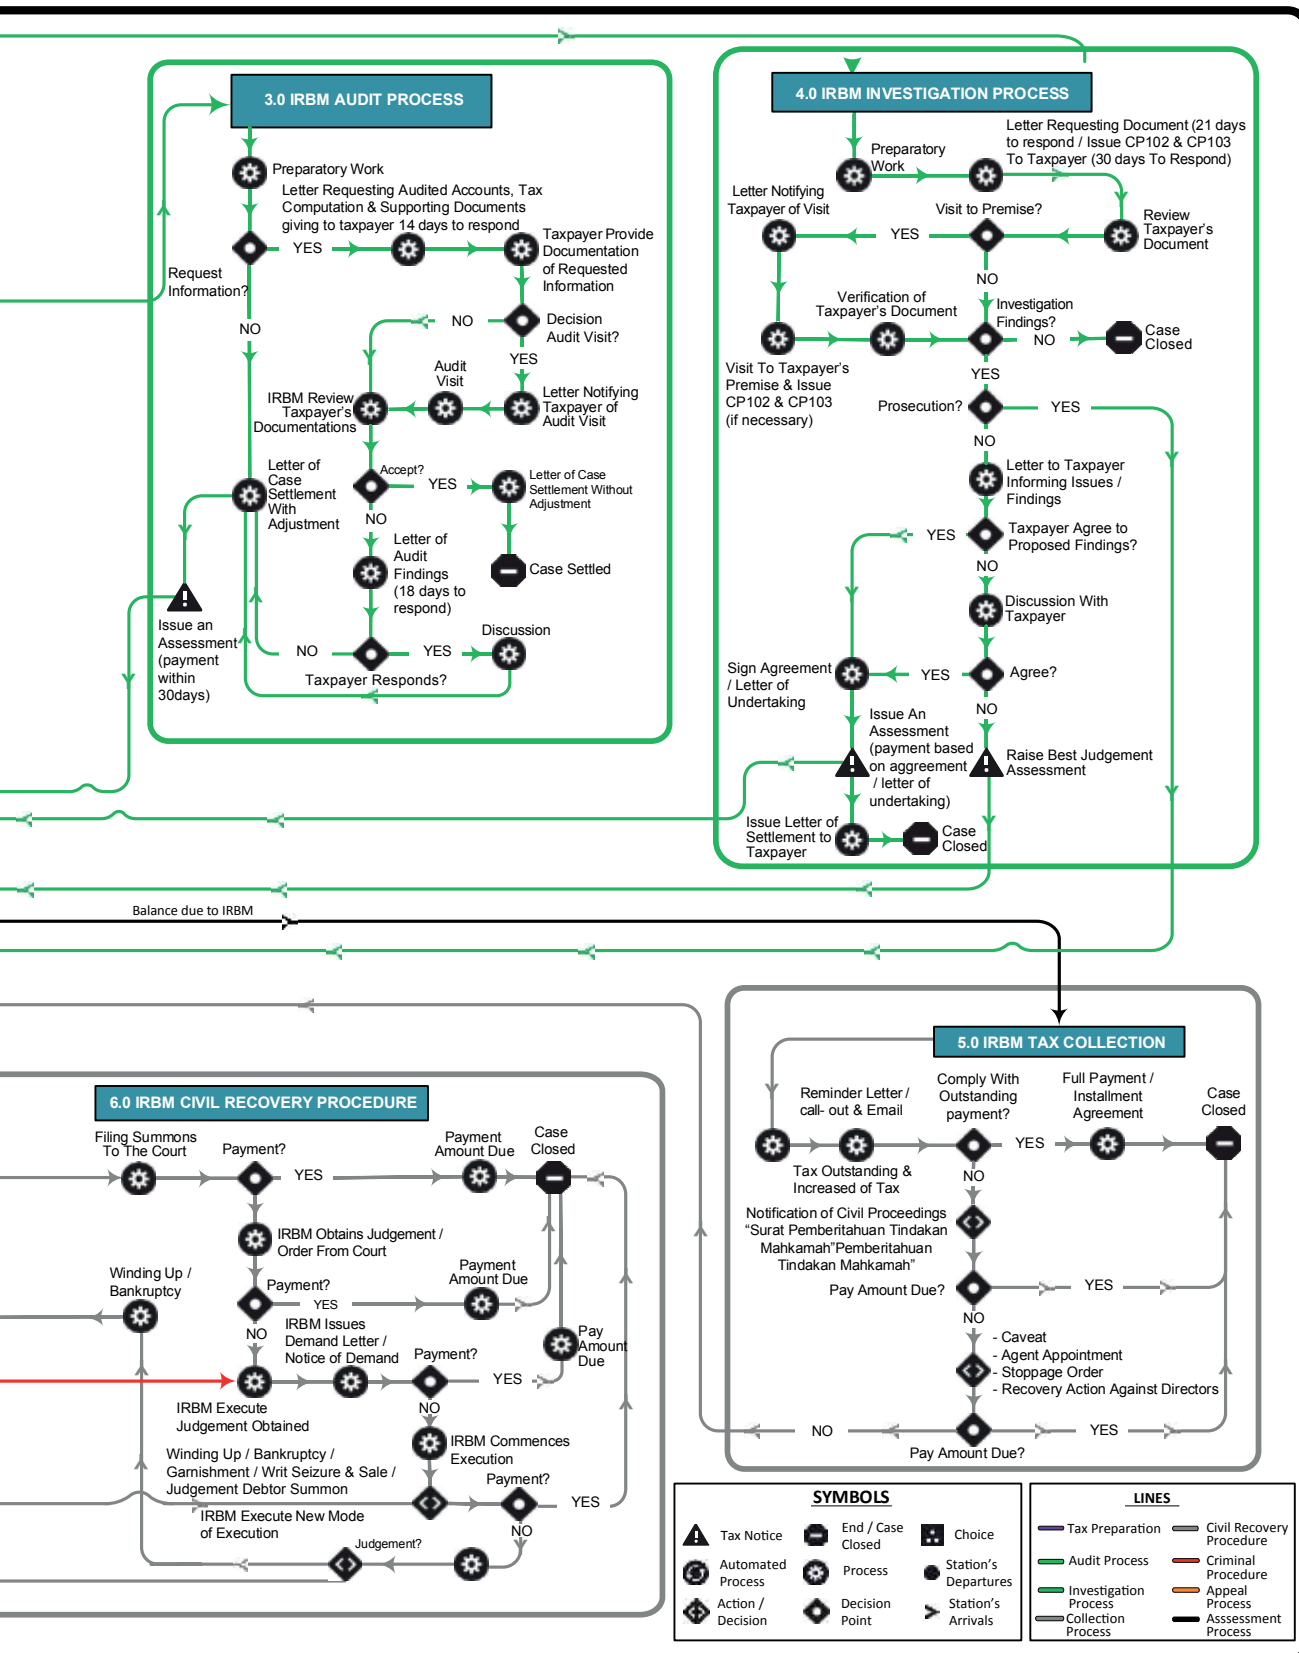 3.0 IRBM AUDIT PROCESS
Preparatory Work
Letter Requesting Audited Accounts, Tax
Computation & Supporting Documents
giving to taxpayer 14 days to respond
YES
Request
Information?
Taxpayer Provide
Documentation
of Requested
Information
NO
NO
Decision
Audit Visit?
YES
Audit
Visit
IRBM Review
Taxpayer's
Documentations
Letter Notifying
Taxpayer of
Audit Visit
Letter of
Case
Settlement
With
Adjustment
Accept?
YES
Letter of Case
Settlement Without
Adjustment
NO
Letter of
Audit
Findings
(18 days to
respond)
Case Settled
Issue an
Assessment
(payment
within
30days)
Discussion
NO
YES
Taxpayer Responds?
4.0 IRBM INVESTIGATION PROCESS
Preparatory
Work
Letter Requesting Document (21 days
to respond / Issue CP102 & CP103
To Taxpayer (30 days To Respond)
Letter Notifying
Taxpayer of Visit
Visit to Premise?
YES
Review
Taxpayer's
Document
NO
Verification of
Taxpayer's Document
Investigation
Findings?
NO
Case
Closed
Visit To Taxpayer's
Premise & Issue
CP102 & CP103
(if necessary)
YES
Prosecution?
YES
NO
Letter to Taxpayer
Informing Issues /
Findings
YES
Taxpayer Agree to
Proposed Findings?
NO
Discussion With
Taxpayer
Sign Agreement
/ Letter of
Undertaking
YES
Agree?
NO
Issue An
Assessment
(payment based
on aggreement
/ letter of
undertaking)
Raise Best Judgement
Assessment
Issue Letter of
Settlement to
Taxpayer
Case
Closed
Balance due to IRBM
5.0 IRBM TAX COLLECTION
Reminder Letter /
call- out & Email
Comply With
Outstanding
payment?
Full Payment /
Installment
Agreement
Case
Closed
YES
Tax Outstanding &
Increased of Tax
NO
Notification of Civil Proceedings
“Surat Pemberitahuan Tindakan
Mahkamah”Pemberitahuan
Tindakan Mahkamah”
Pay Amount Due?
YES
NO
- Caveat
- Agent Appointment
- Stoppage Order
- Recovery Action Against Directors
NO
YES
Pay Amount Due?
6.0 IRBM CIVIL RECOVERY PROCEDURE
Filing Summons
To The Court
Payment?
YES
Payment
Amount Due
Case
Closed
IRBM Obtains Judgement /
Order From Court
Winding Up /
Bankruptcy
Payment?
YES
Payment
Amount Due
NO
IRBM Issues
Demand Letter /
Notice of Demand
Payment?
YES
Pay
Amount
Due
IRBM Execute
Judgement Obtained
NO
IRBM Commences
Execution
Winding Up / Bankruptcy /
Garnishment / Writ Seizure & Sale /
Judgement Debtor Summon
Payment?
YES
IRBM Execute New Mode
of Execution
NO
Judgement?
SYMBOLS
Tax Notice
End / Case
Closed
Choice
Automated
Process
Process
Station's
Departures
Action /
Decision
Decision
Point
Station's
Arrivals
LINES
Tax Preparation
Civil Recovery
Procedure
Audit Process
Criminal
Procedure
Investigation
Process
Appeal
Process
Collection
Process
Asssessment
Process